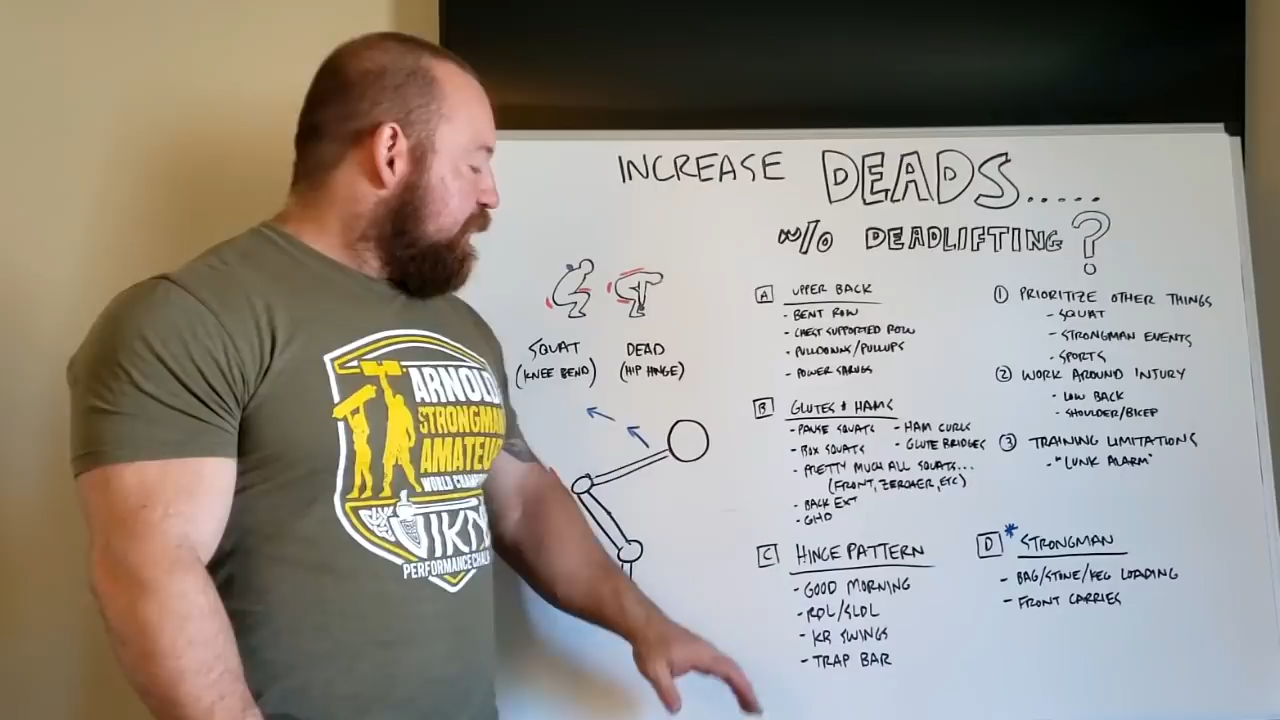 INCREASE DEADS.....
W/O DEADLIFTING?
SQUAT
(KNEE BEND)
DEAD
(HIP HINGE)
A UPPER BACK
- BENT ROW
- CHEST SUPPORTED ROW
- PULLDOWNS/PULLUPS
- POWER SHRUGS
B GLUTES & HAMS
- PAUSE SQUATS
- HAM CURLS
- BOX SQUATS
- GLUTE BRIDGES
- PRETTY MUCH ALL SQUATS...
(FRONT, ZERCHER, ETC)
- BACK EXT
- GHD
C HINGE PATTERN
- GOOD MORNING
- RDL/SLDL
- KB SWINGS
- TRAP BAR
1 PRIORITIZE OTHER THINGS
- SQUAT
- STRONGMAN EVENTS
- SPORTS
2 WORK AROUND INJURY
- LOW BACK
- SHOULDER/BICEP
3 TRAINING LIMITATIONS
- "LUNK ALARM"
D * STRONGMAN
- BAG/STONE/KEG LOADING
- FRONT CARRIES
ARNOLD
STRONGMAN
AMATEU
WORLD CHAMP
VIKN
PERFORMANCE CHAL